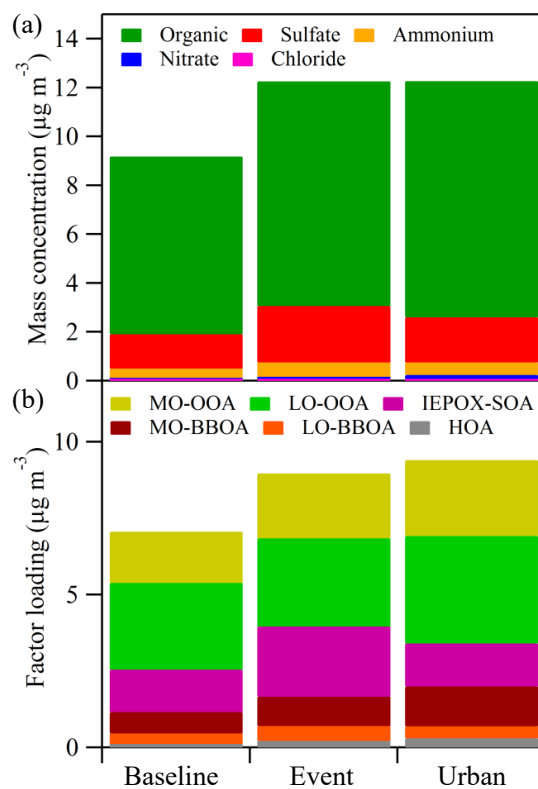 (a)
Organic Sulfate Ammonium
Nitrate Chloride
14
12
10
8
6
4
2
0
Mass concentration (µg m⁻³)
(b)
MO-OOA LO-OOA IEPOX-SOA
MO-BBOA LO-BBOA HOA
10
5
0
Factor loading (µg m⁻³)
Baseline Event Urban